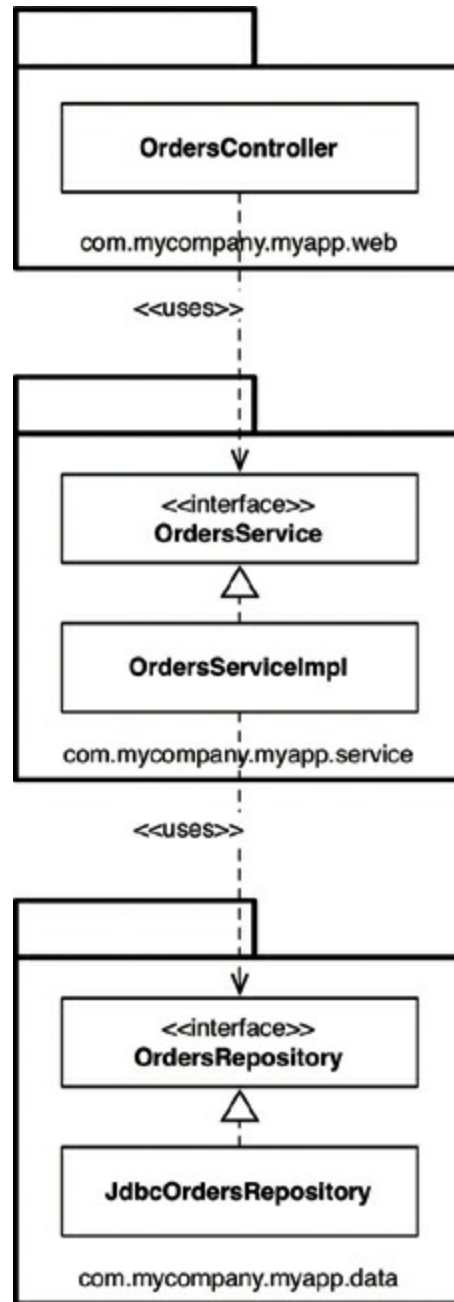 OrdersController
com.mycompany.myapp.web
<<uses>>
<<interface>>
OrdersService
OrdersServiceImpl
com.mycompany.myapp.service
<<uses>>
<<interface>>
OrdersRepository
JdbcOrdersRepository
com.mycompany.myapp.data